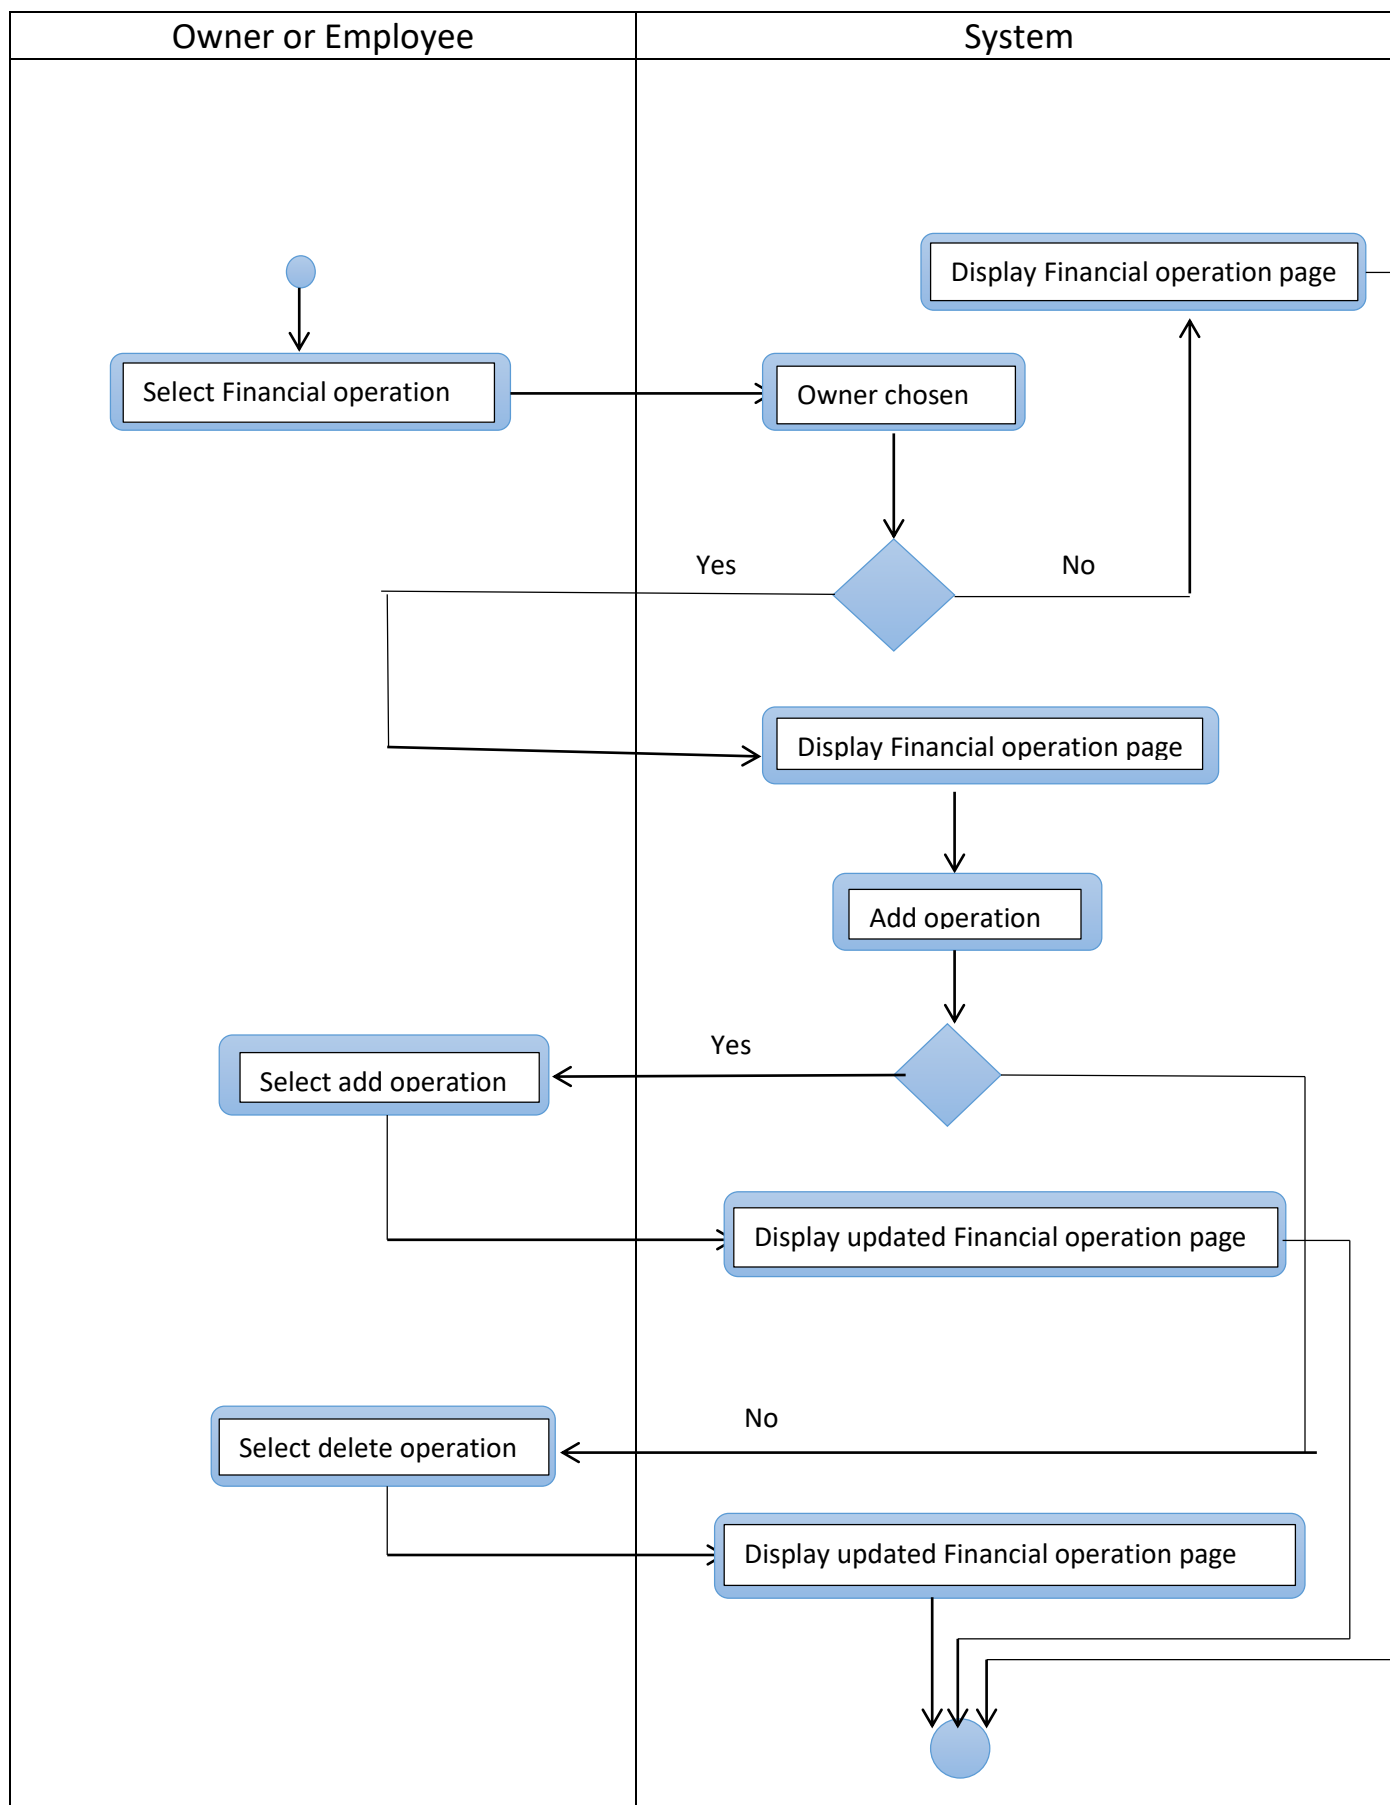 Owner or Employee
System
Display Financial operation page
Select Financial operation
Owner chosen
Yes
No
Display Financial operation page
Add operation
Yes
Select add operation
Display updated Financial operation page
No
Select delete operation
Display updated Financial operation page